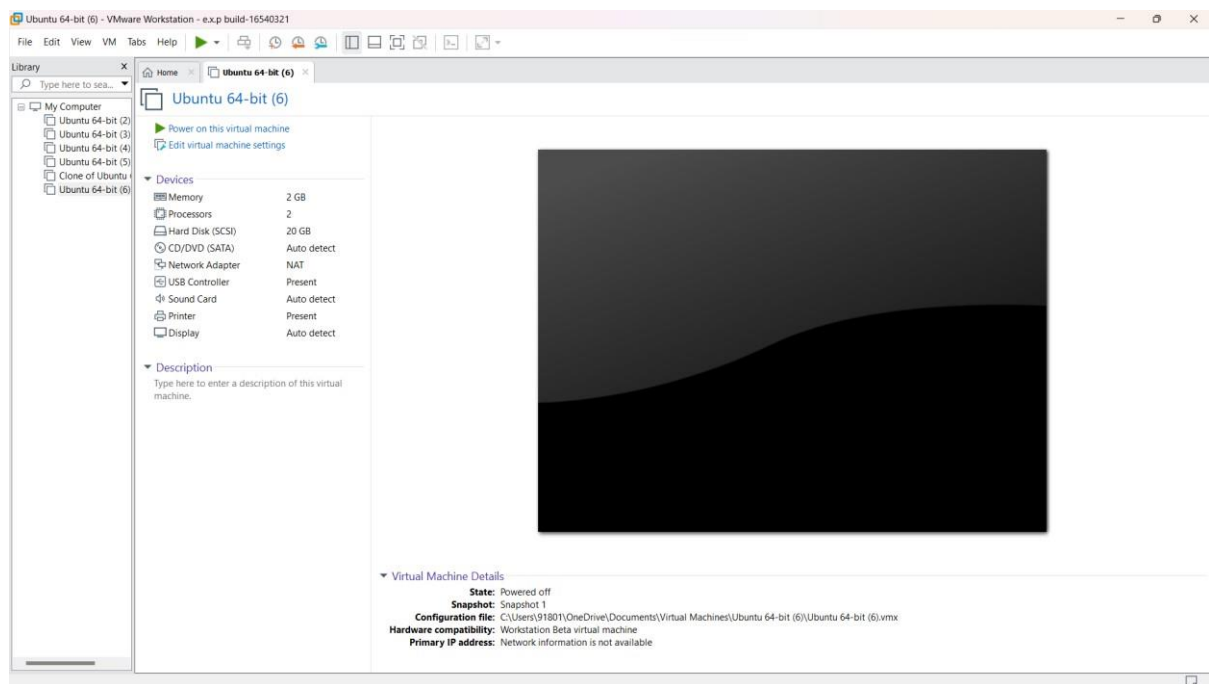 Ubuntu 64-bit (6) - VMware Workstation - e.x.p build-16540321
File Edit View VM Tabs Help
Library X
Type here to sea...
My Computer
Ubuntu 64-bit (2)
Ubuntu 64-bit (3)
Ubuntu 64-bit (4)
Ubuntu 64-bit (5)
Clone of Ubuntu
Ubuntu 64-bit (6)
Home Ubuntu 64-bit (6)
Ubuntu 64-bit (6)
Power on this virtual machine
Edit virtual machine settings
Devices
Memory 2 GB
Processors 2
Hard Disk (SCSI) 20 GB
CD/DVD (SATA) Auto detect
Network Adapter NAT
USB Controller Present
Sound Card Auto detect
Printer Present
Display Auto detect
Description
Type here to enter a description of this virtual
machine.
Virtual Machine Details
State: Powered off
Snapshot: Snapshot 1
Configuration file: C:\Users\91801\OneDrive\Documents\Virtual Machines\Ubuntu 64-bit (6)\Ubuntu 64-bit (6).vmx
Hardware compatibility: Workstation Beta virtual machine
Primary IP address: Network information is not available